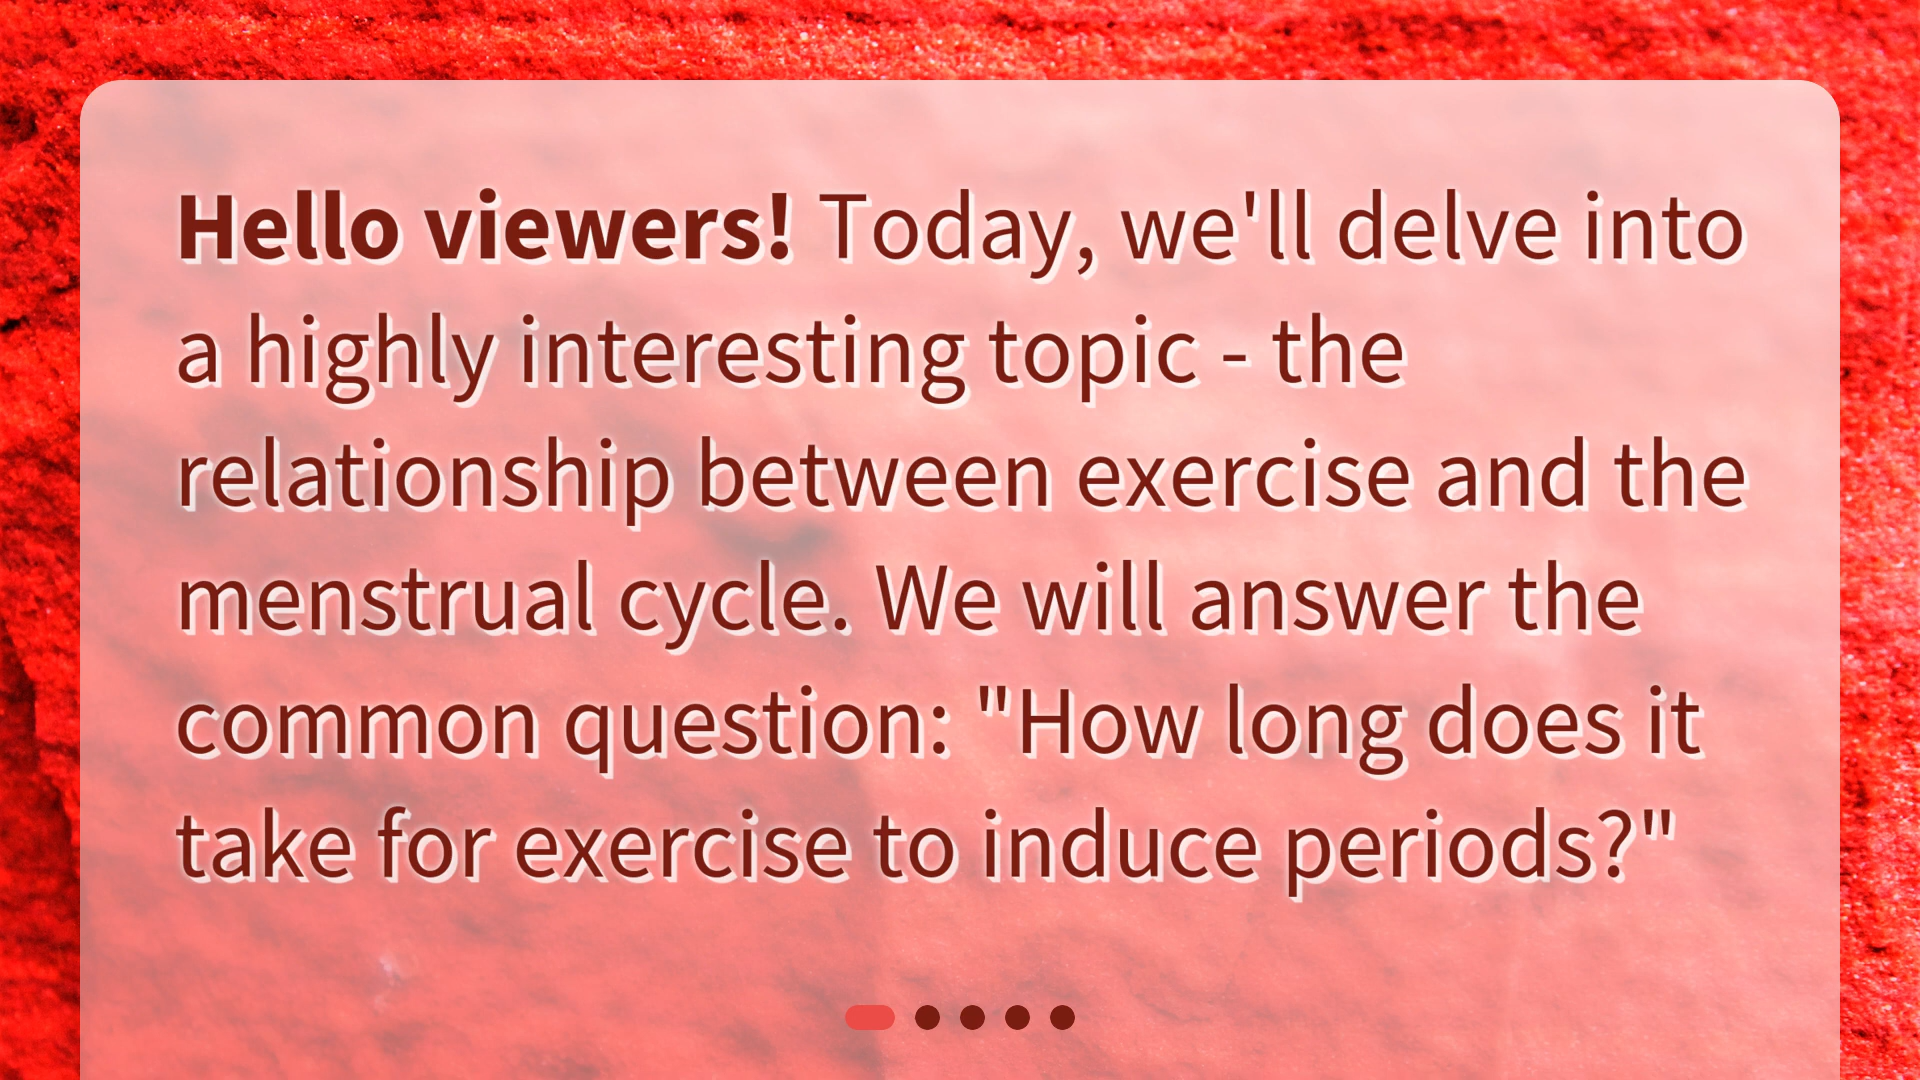 Hello viewers! Today, we'll delve into
a highly interesting topic - the
relationship between exercise and the
menstrual cycle. We will answer the
common question: "How long does it
take for exercise to induce periods?"